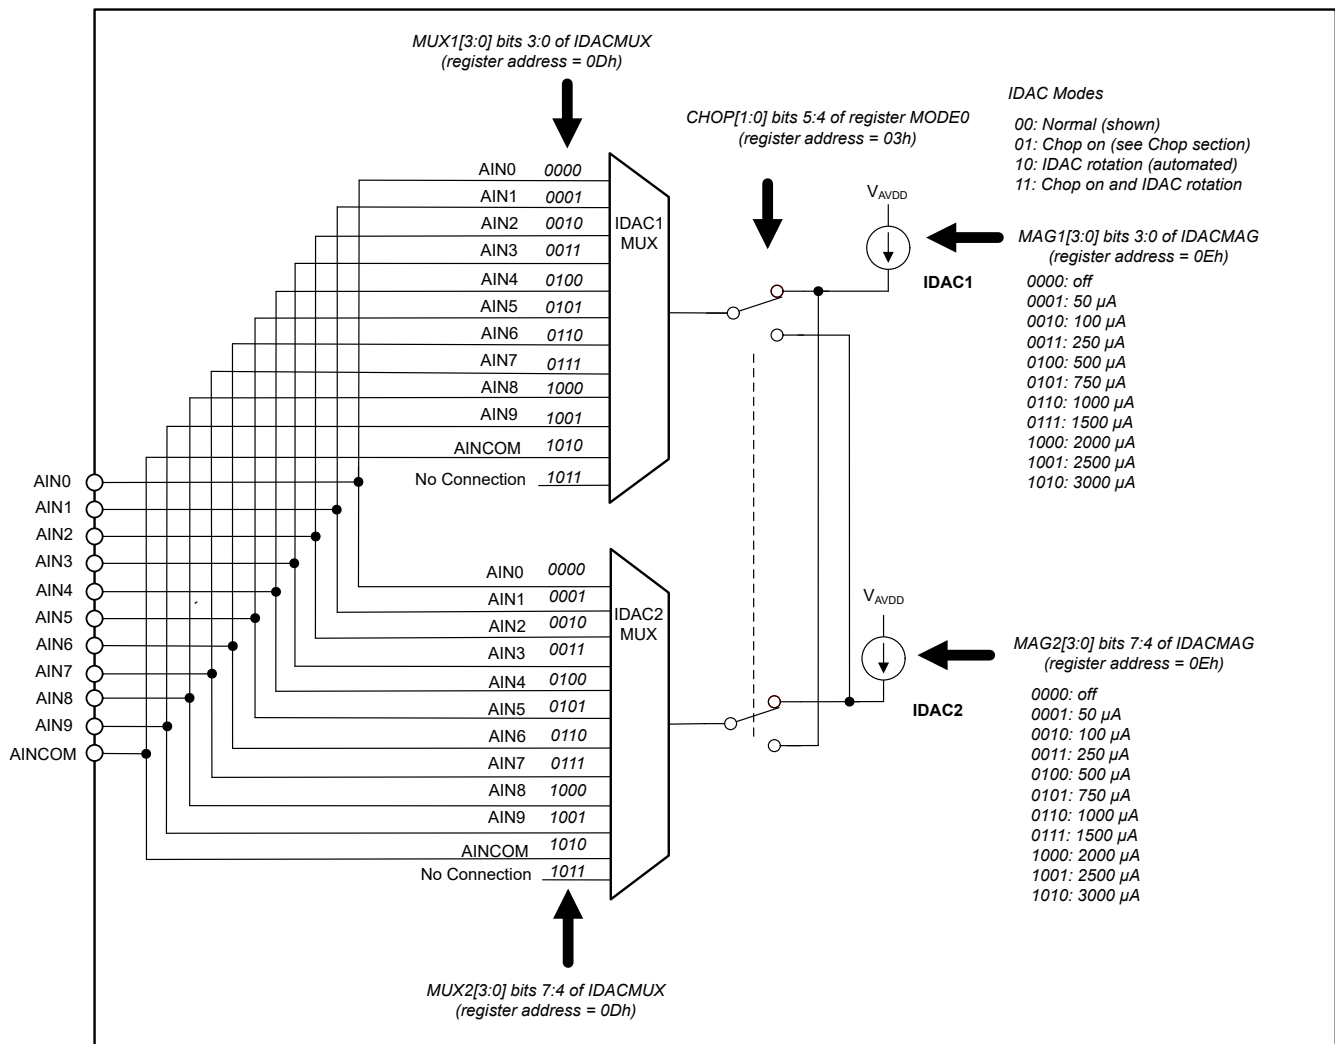 MUX1[3:0] bits 3:0 of IDACMUX
(register address = 0Dh)
IDAC Modes
00: Normal (shown)
01: Chop on (see Chop section)
10: IDAC rotation (automated)
11: Chop on and IDAC rotation
CHOP[1:0] bits 5:4 of register MODE0
(register address = 03h)
AIN0 0000
AIN1 0001
AIN2 0010
AIN3 0011
AIN4 0100
AIN5 0101
AIN6 0110
AIN7 0111
AIN8 1000
AIN9 1001
AINCOM 1010
No Connection 1011
IDAC1
MUX
VAVDD
IDAC1
MAG1[3:0] bits 3:0 of IDACMAG
(register address = 0Eh)
0000: off
0001: 50 µA
0010: 100 µA
0011: 250 µA
0100: 500 µA
0101: 750 µA
0110: 1000 µA
0111: 1500 µA
1000: 2000 µA
1001: 2500 µA
1010: 3000 µA
AIN0
AIN1
AIN2
AIN3
AIN4
AIN5
AIN6
AIN7
AIN8
AIN9
AINCOM
AIN0 0000
AIN1 0001
AIN2 0010
AIN3 0011
AIN4 0100
AIN5 0101
AIN6 0110
AIN7 0111
AIN8 1000
AIN9 1001
AINCOM 1010
No Connection 1011
IDAC2
MUX
VAVDD
IDAC2
MAG2[3:0] bits 7:4 of IDACMAG
(register address = 0Eh)
0000: off
0001: 50 µA
0010: 100 µA
0011: 250 µA
0100: 500 µA
0101: 750 µA
0110: 1000 µA
0111: 1500 µA
1000: 2000 µA
1001: 2500 µA
1010: 3000 µA
MUX2[3:0] bits 7:4 of IDACMUX
(register address = 0Dh)